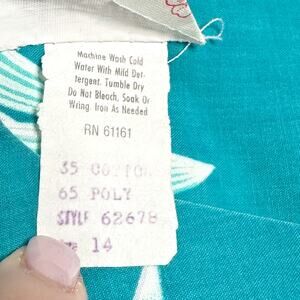 Machine Wash Cold
Water With Mild Det-
tergent. Tumble Dry
Do Not Bleach, Soak Or
Wring Iron As Needed
RN 61161
35 COTTON
65 POLY
STYLE 62678
14